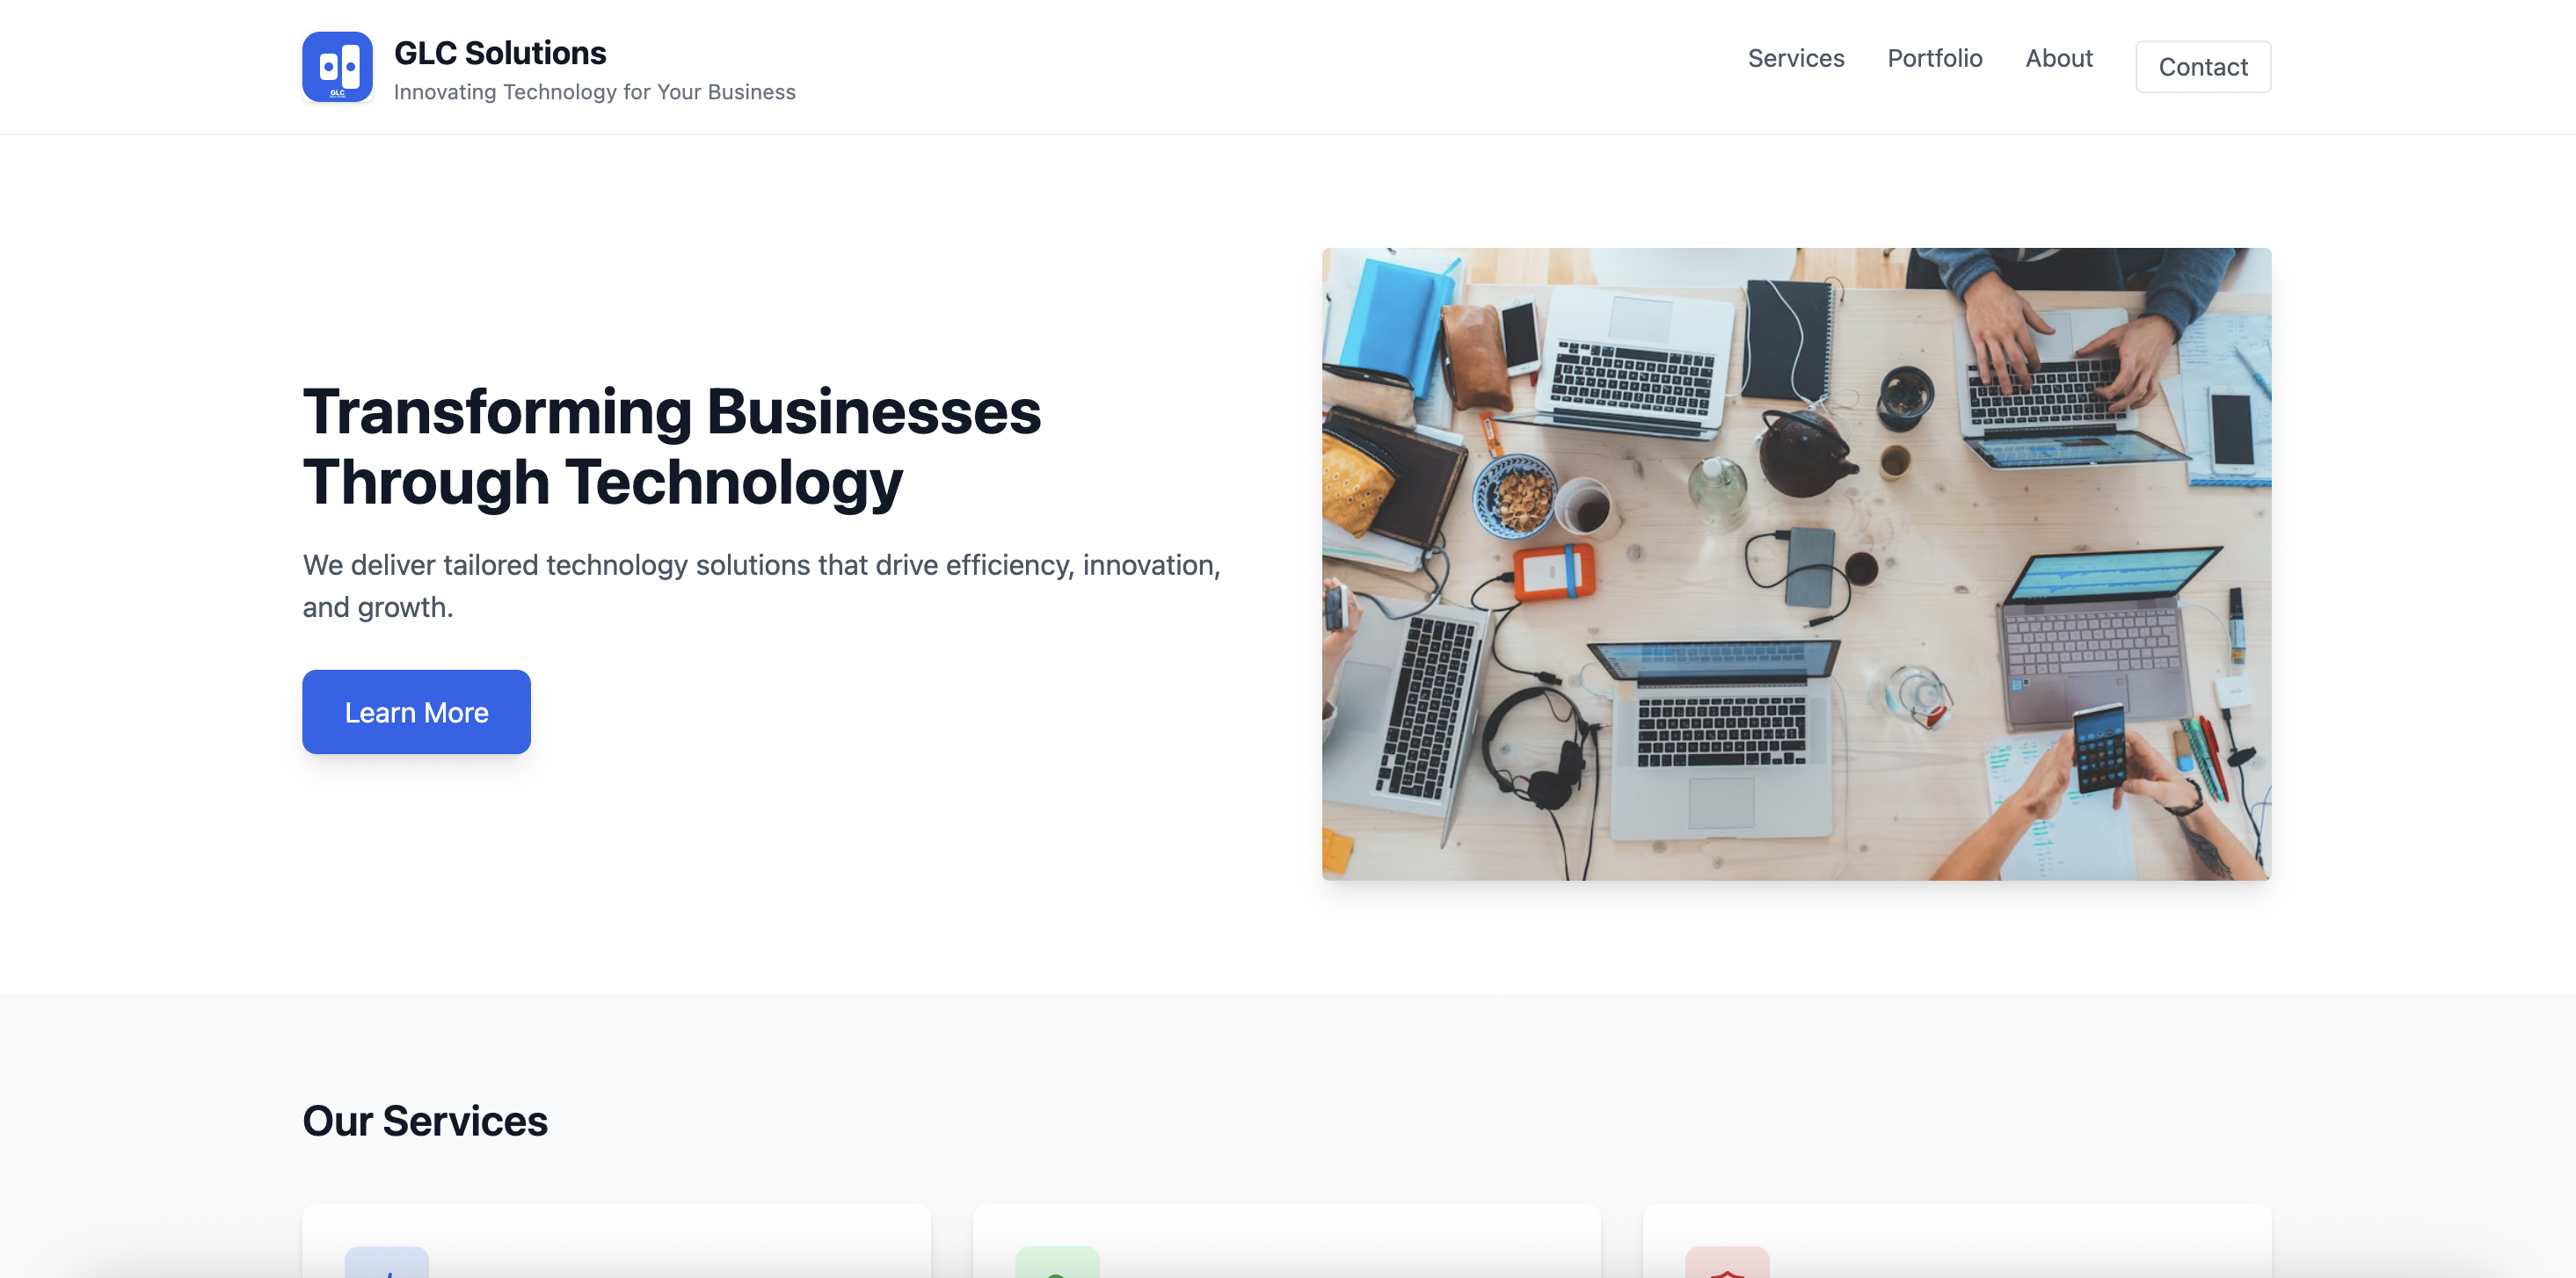 GLC
GLC Solutions
Innovating Technology for Your Business
Services
Portfolio
About
Contact
Transforming Businesses
Through Technology
We deliver tailored technology solutions that drive efficiency, innovation,
and growth.
Learn More
Our Services